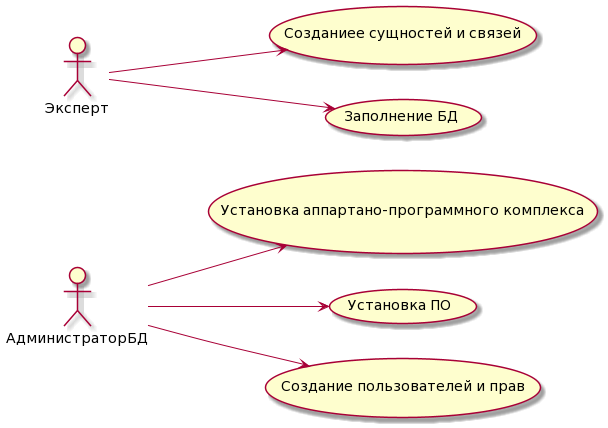 Созданиее сущностей и связей
Эксперт
Заполнение БД
Установка аппартано-программного комплекса
Установка ПО
АдминистраторБД
Создание пользователей и прав